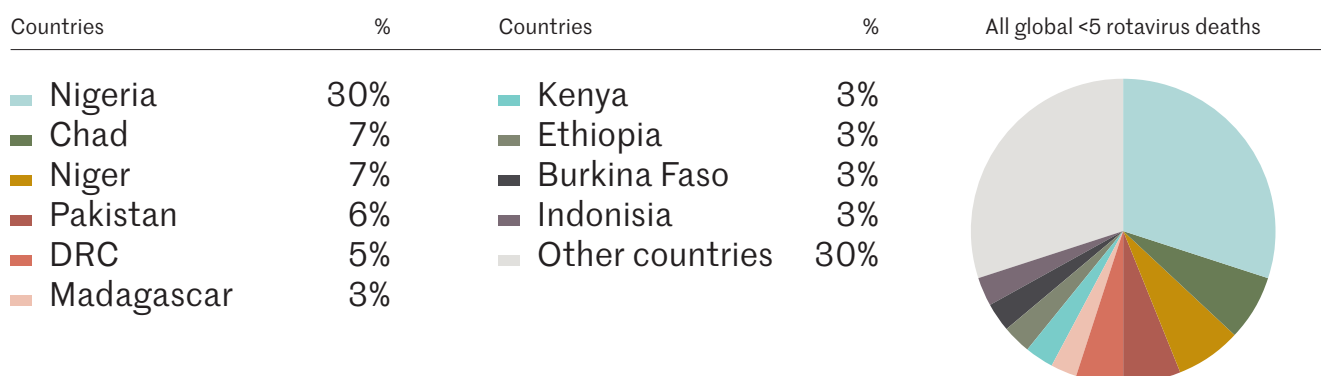 Countries % Countries % All global <5 rotavirus deaths
Nigeria 30% Kenya 3%
Chad 7% Ethiopia 3%
Niger 7% Burkina Faso 3%
Pakistan 6% Indonisia 3%
DRC 5% Other countries 30%
Madagascar 3%